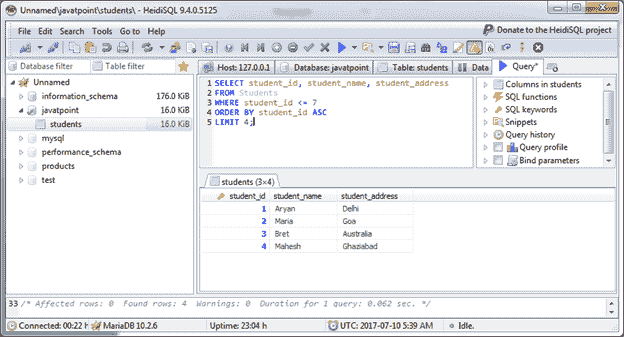 Unnamed\javatpoint\students\ - HeidiSQL 9.4.0.5125
File Edit Search Tools Go to Help
Donate to the HeidiSQL project
Database filter
Table filter
Host: 127.0.0.1
Database: javatpoint
Table: students
Data
Query*
Unnamed
information_schema 176.0 KiB
javatpoint 16.0 KiB
students 16.0 KiB
mysql
performance_schema
products
test
1 SELECT student_id, student_name, student_address
2 FROM Students
3 WHERE student_id <= 7
4 ORDER BY student_id ASC
5 LIMIT 4;
Columns in students
SQL functions
SQL keywords
Snippets
Query history
Query profile
Bind parameters
students (3×4)
student_id student_name student_address
1 Aryan Delhi
2 Maria Goa
3 Bret Australia
4 Mahesh Ghaziabad
33 /* Affected rows: 0 Found rows: 4 Warnings: 0 Duration for 1 query: 0.062 sec. */
Connected: 00:22 h
MariaDB 10.2.6
Uptime: 23:04 h
UTC: 2017-07-10 5:39 AM
Idle.